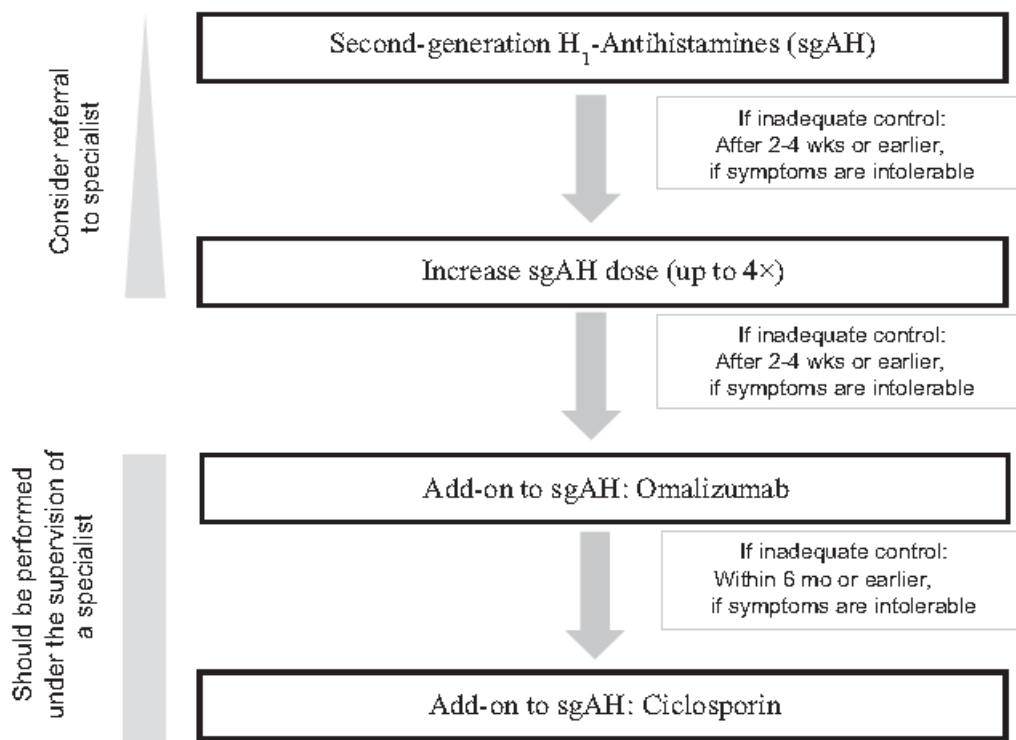 Second-generation H₁-Antihistamines (sgAH)
If inadequate control:
After 2-4 wks or earlier,
if symptoms are intolerable
Consider referral
to specialist
Increase sgAH dose (up to 4×)
If inadequate control:
After 2-4 wks or earlier,
if symptoms are intolerable
Add-on to sgAH: Omalizumab
If inadequate control:
Within 6 mo or earlier,
if symptoms are intolerable
Should be performed
under the supervision of
a specialist
Add-on to sgAH: Ciclosporin